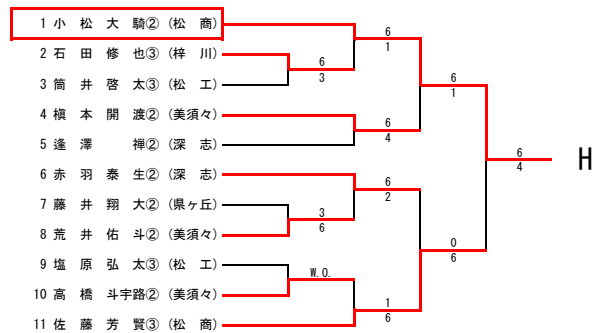 1 小 松 大 騎② (松 商)
2 石 田 修 也③ (梓 川)
3 筒 井 啓 太③ (松 工)
4 槇 本 開 渡② (美須々)
5 逢 澤 禅② (深 志)
6 赤 羽 泰 生② (深 志)
7 藤 井 翔 大② (県ヶ丘)
8 荒 井 佑 斗② (美須々)
9 塩 原 弘 太③ (松 工)
10 高 橋 斗宇路② (美須々)
11 佐 藤 芳 賢③ (松 商)
6
3
6
1
6
4
6
1
6
4
H
3
6
6
2
W.O.
1
6
0
6